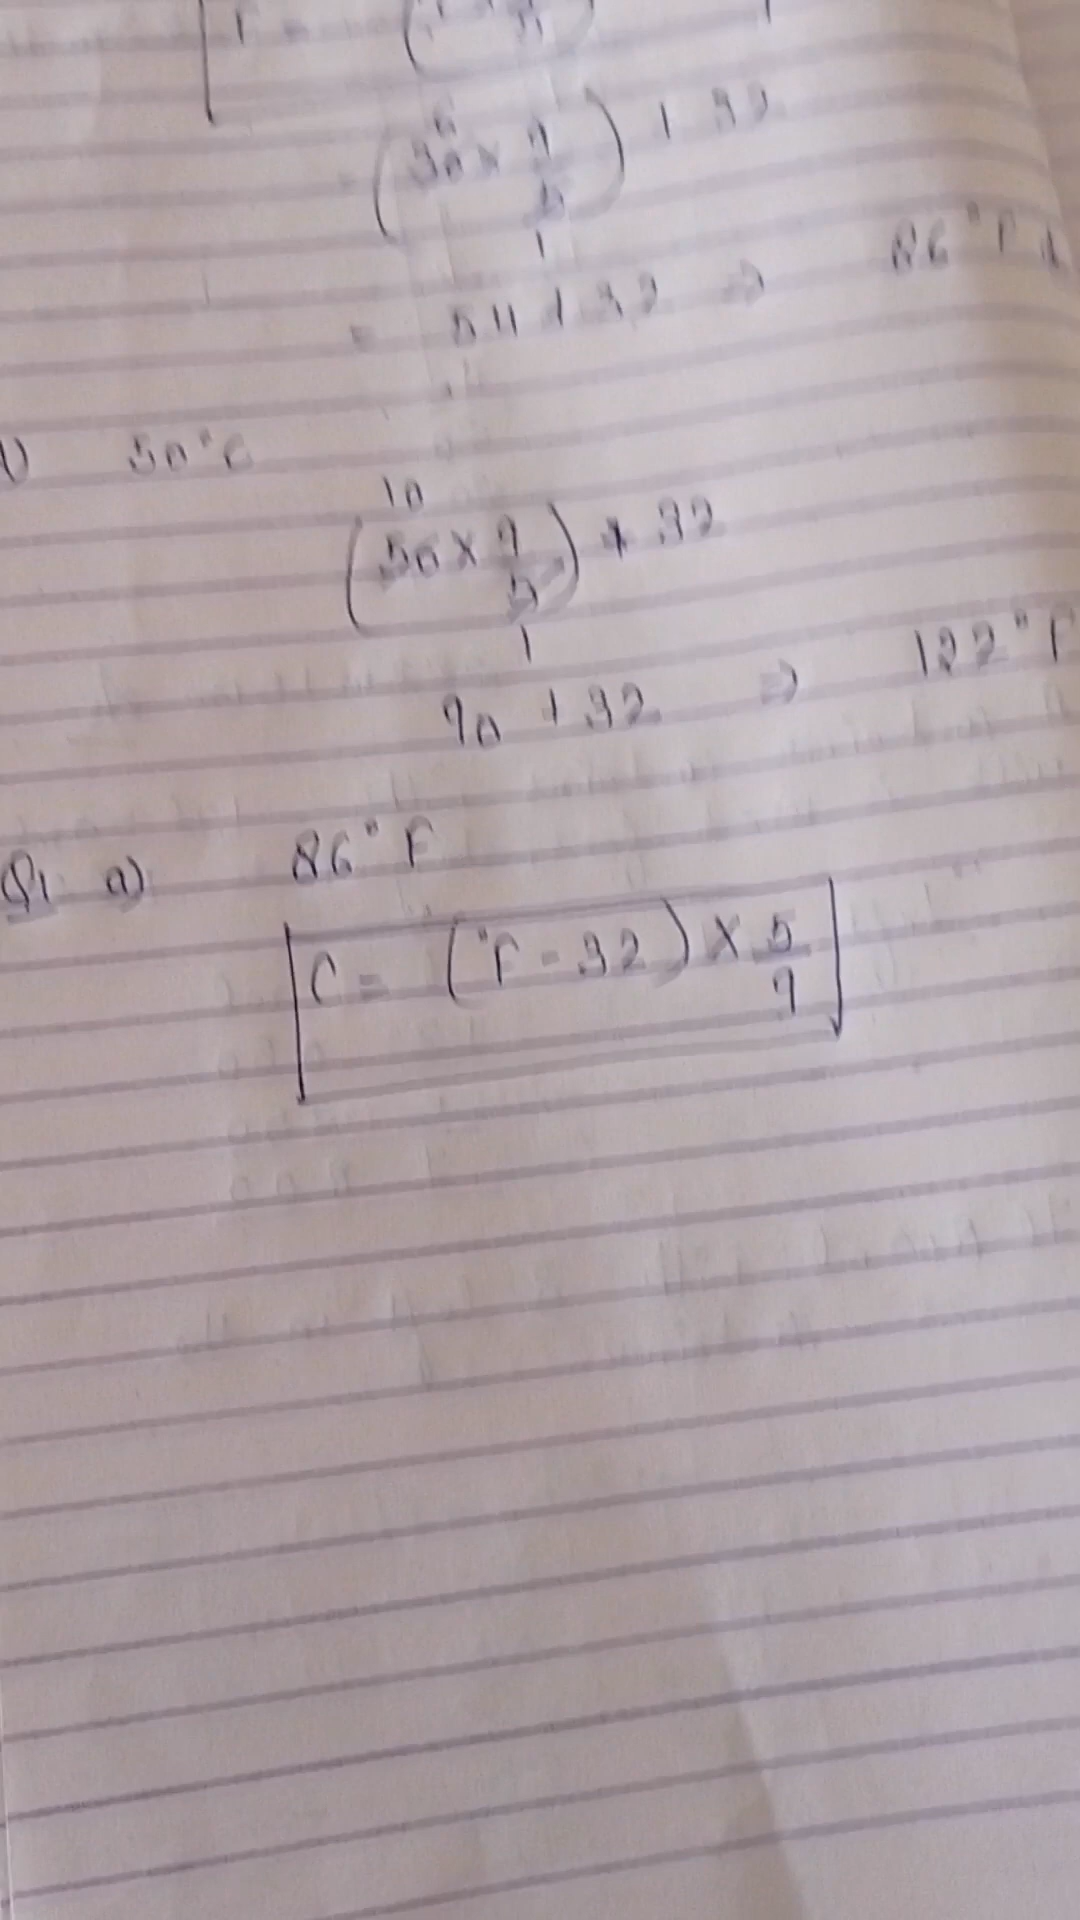 6
(30 × 9/5) + 32
1
= 54 + 32 ⇒ 86°F
50°C
10
(50 × 9/5) + 32
1
90 + 32 ⇒ 122°F
Q1 a) 86°F
C = (°F - 32) × 5/9